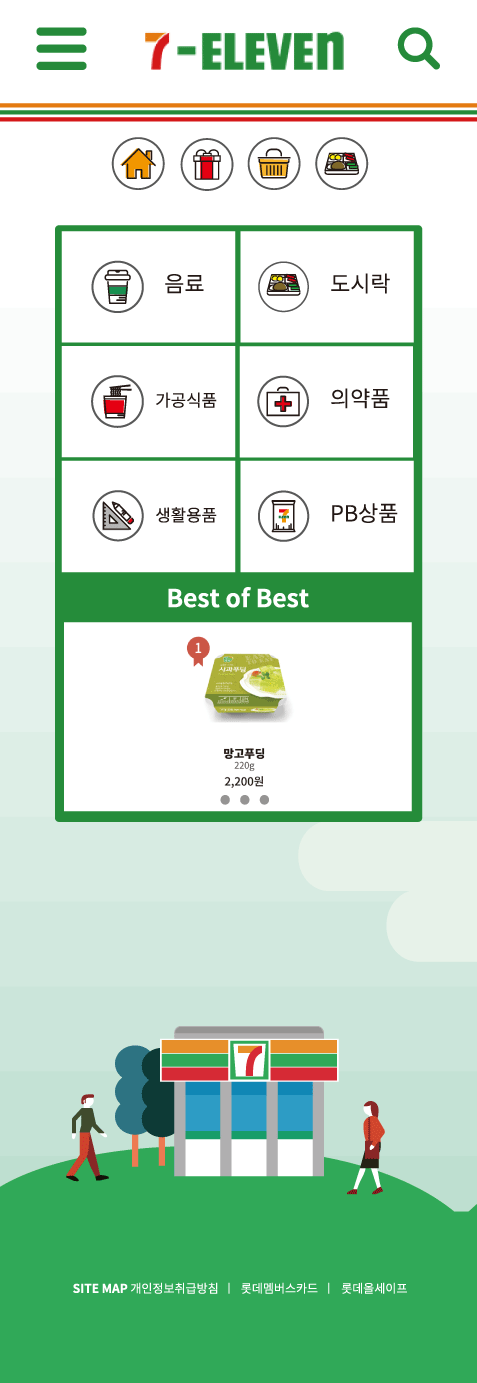 7-ELEVEn
음료
도시락
가공식품
의약품
생활용품
7
PB상품
Best of Best
1
사과푸딩
망고푸딩
220g
2,200원
7
SITE MAP 개인정보취급방침 | 롯데멤버스카드 | 롯데올세이프